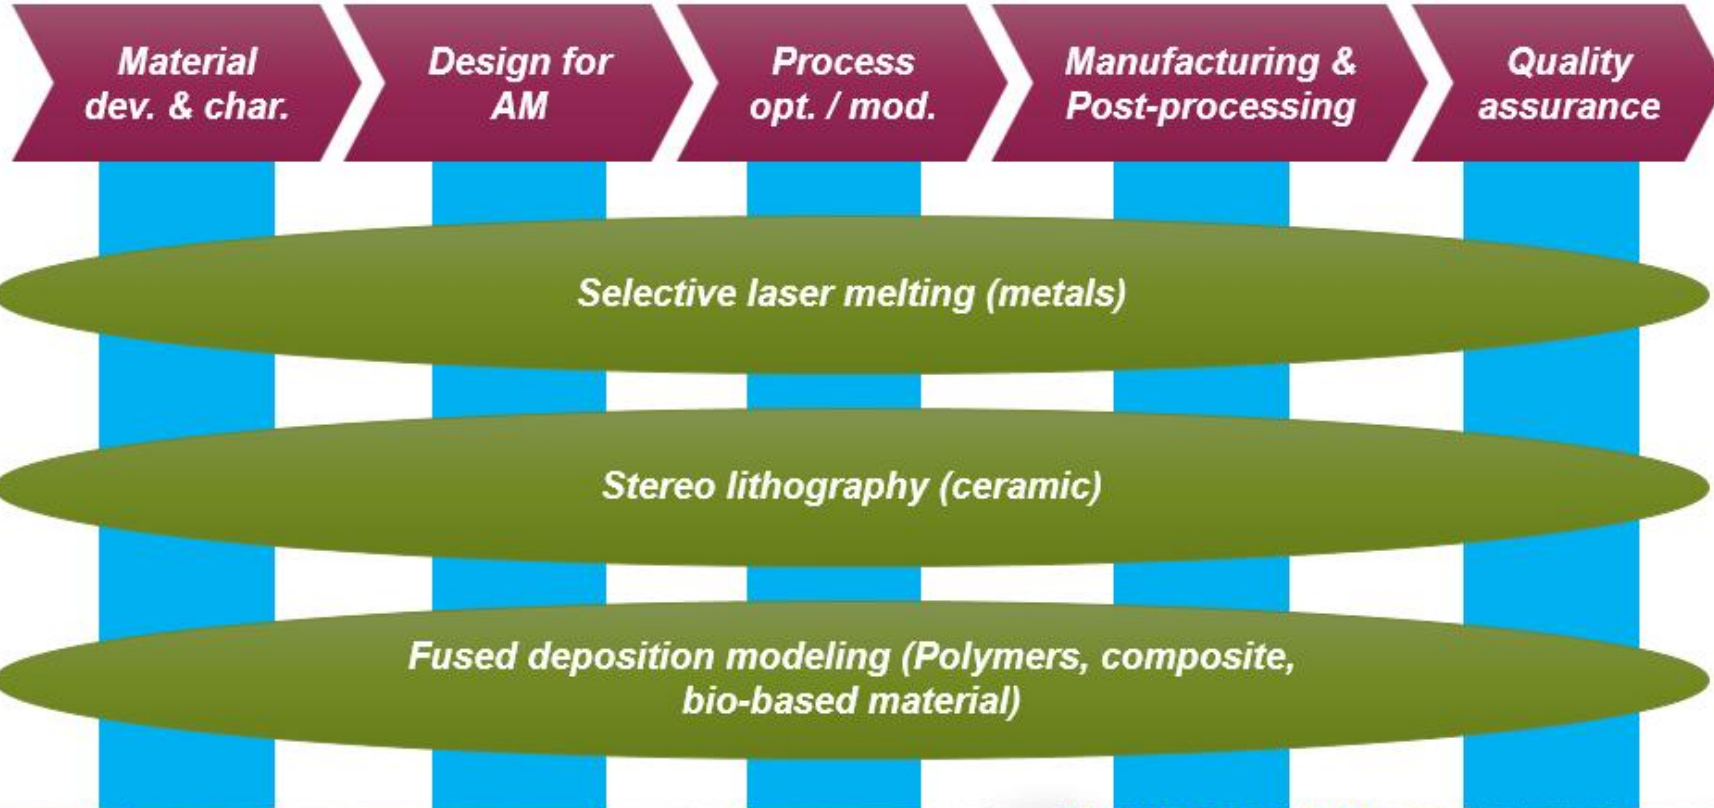 Material
dev. & char.
Design for
AM
Process
opt. / mod.
Manufacturing &
Post-processing
Quality
assurance
Selective laser melting (metals)
Stereo lithography (ceramic)
Fused deposition modeling (Polymers, composite,
bio-based material)